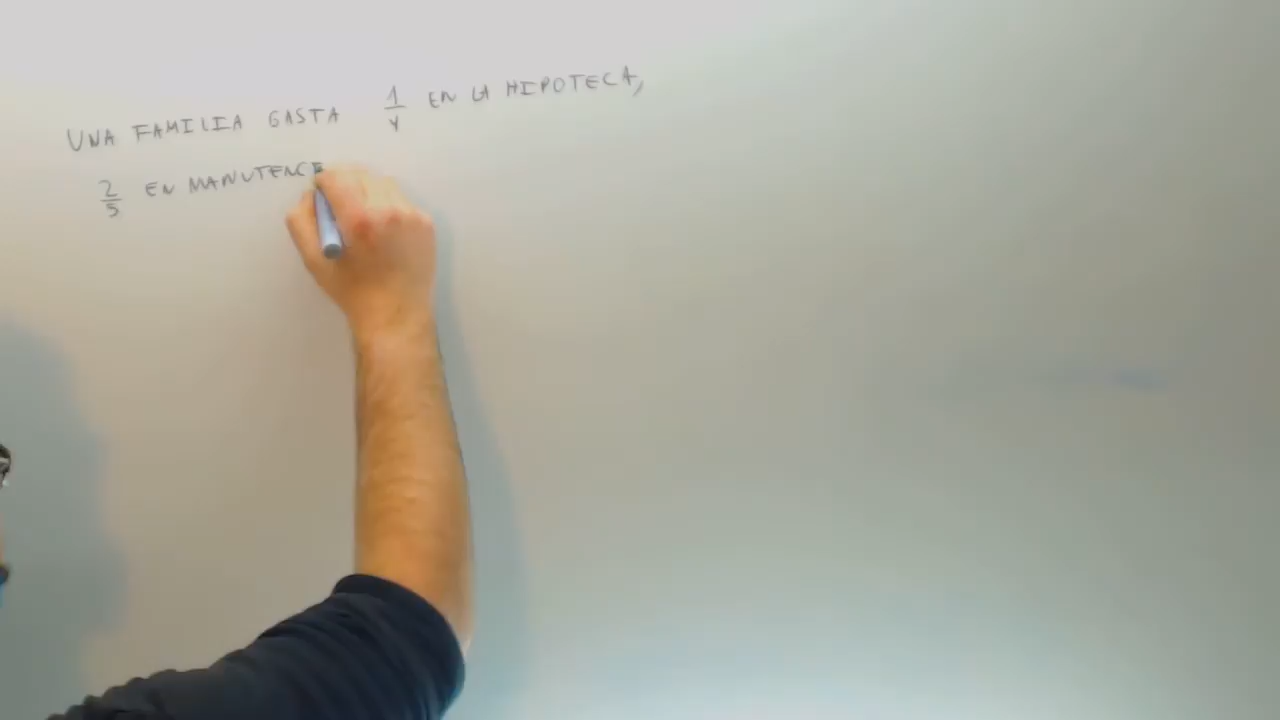 UNA FAMILIA GASTA 1/4 EN LA HIPOTECA,
2/5 EN MANUTENC